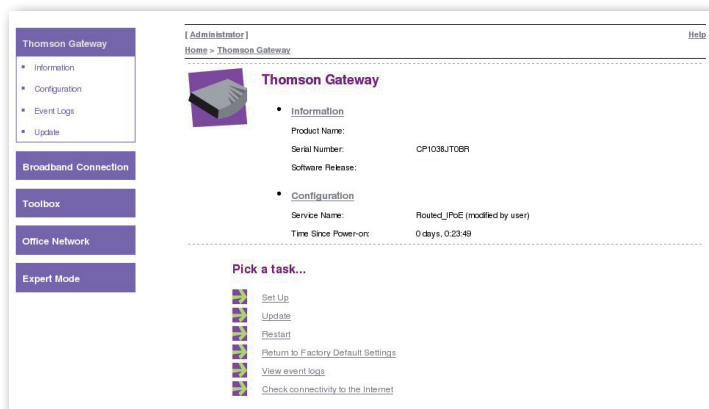 Thomson Gateway
Information
Configuration
Event Logs
Update
Broadband Connection
Toolbox
Office Network
Expert Mode
[ Administrator ] Help
Home > Thomson Gateway
Thomson Gateway
Information
Product Name:
Serial Number: CP1038JT0BR
Software Release:
Configuration
Service Name: Routed_IPoE (modified by user)
Time Since Power-on: 0 days, 0:23:49
Pick a task...
Set Up
Update
Restart
Return to Factory Default Settings
View event logs
Check connectivity to the Internet